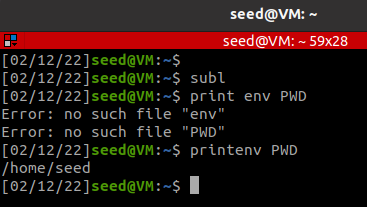 seed@VM: ~
seed@VM: ~ 59x28
[02/12/22]seed@VM:~$
[02/12/22]seed@VM:~$ subl
[02/12/22]seed@VM:~$ print env PWD
Error: no such file "env"
Error: no such file "PWD"
[02/12/22]seed@VM:~$ printenv PWD
/home/seed
[02/12/22]seed@VM:~$